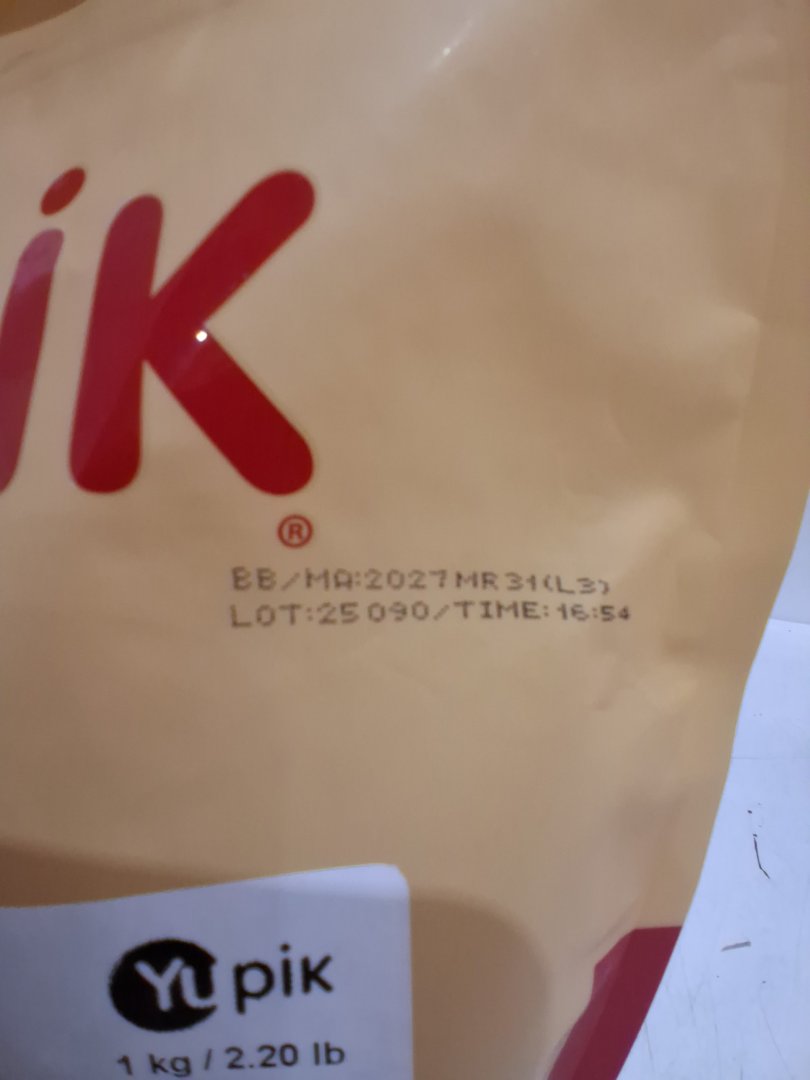 iK
®
BB/MA:2027MR31(L3)
LOT:25090/TIME:16:54
YUpik
1 kg / 2.20 lb